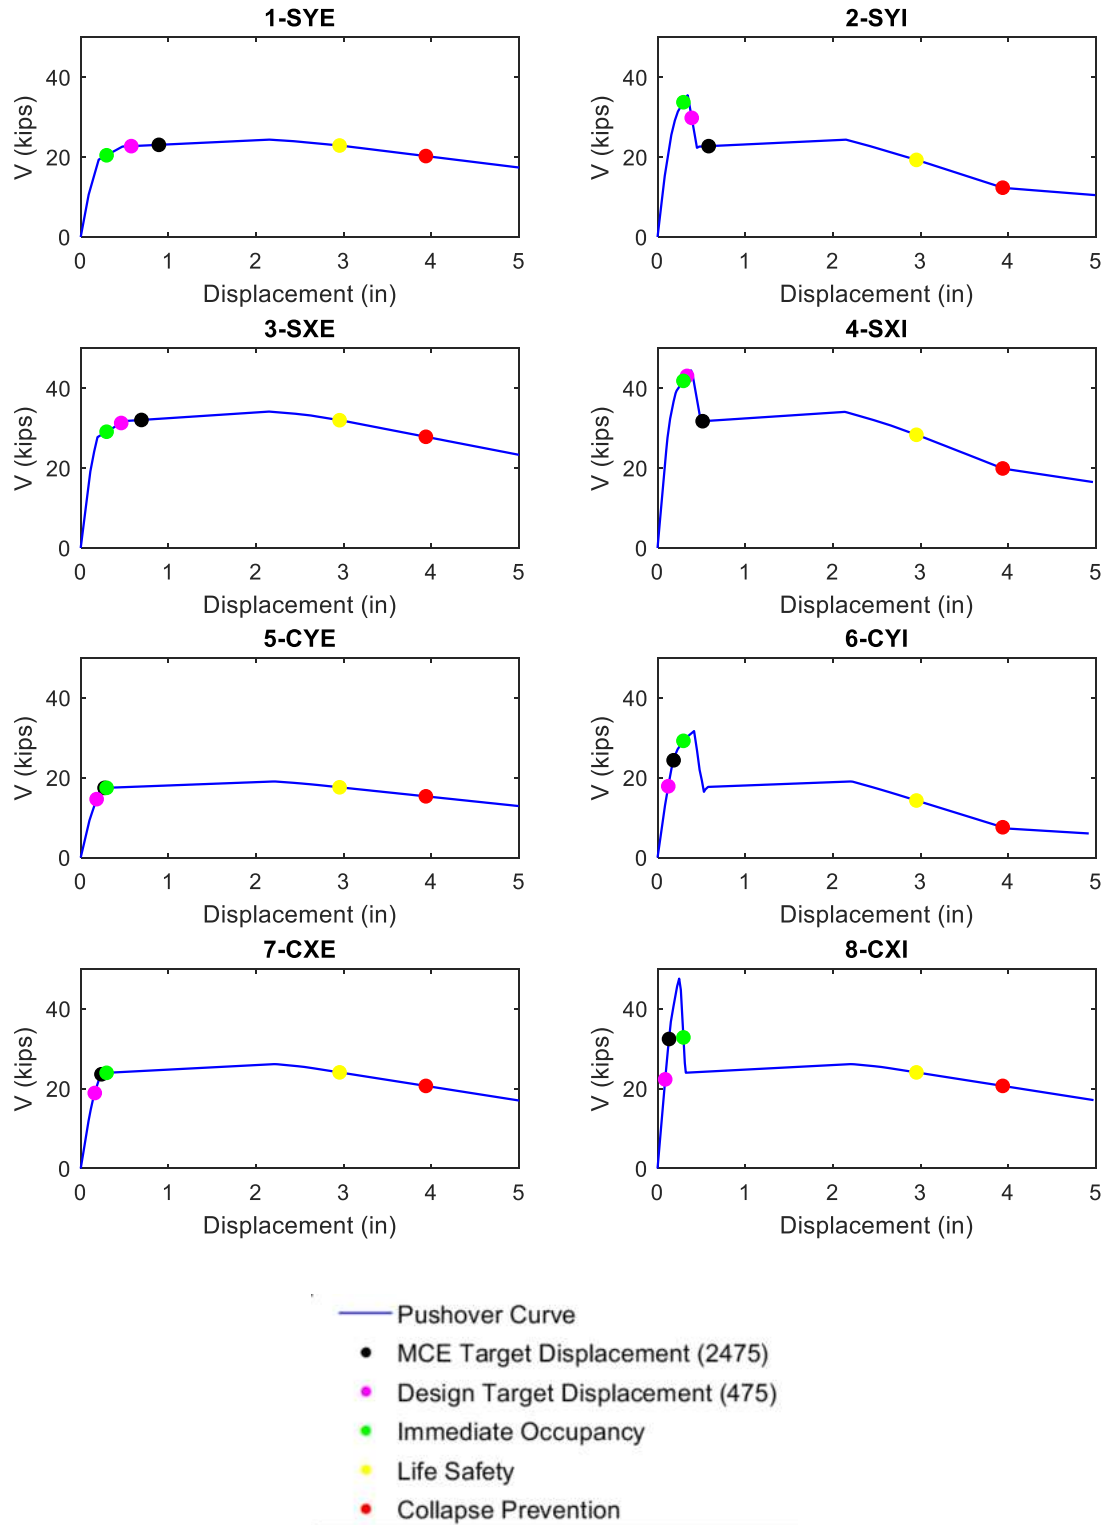 1-SYE
2-SYI
V (kips)
40
20
0
0 1 2 3 4 5
Displacement (in)
V (kips)
40
20
0
0 1 2 3 4 5
Displacement (in)
3-SXE
4-SXI
V (kips)
40
20
0
0 1 2 3 4 5
Displacement (in)
V (kips)
40
20
0
0 1 2 3 4 5
Displacement (in)
5-CYE
6-CYI
V (kips)
40
20
0
0 1 2 3 4 5
Displacement (in)
V (kips)
40
20
0
0 1 2 3 4 5
Displacement (in)
7-CXE
8-CXI
V (kips)
40
20
0
0 1 2 3 4 5
Displacement (in)
V (kips)
40
20
0
0 1 2 3 4 5
Displacement (in)
Pushover Curve
MCE Target Displacement (2475)
Design Target Displacement (475)
Immediate Occupancy
Life Safety
Collapse Prevention